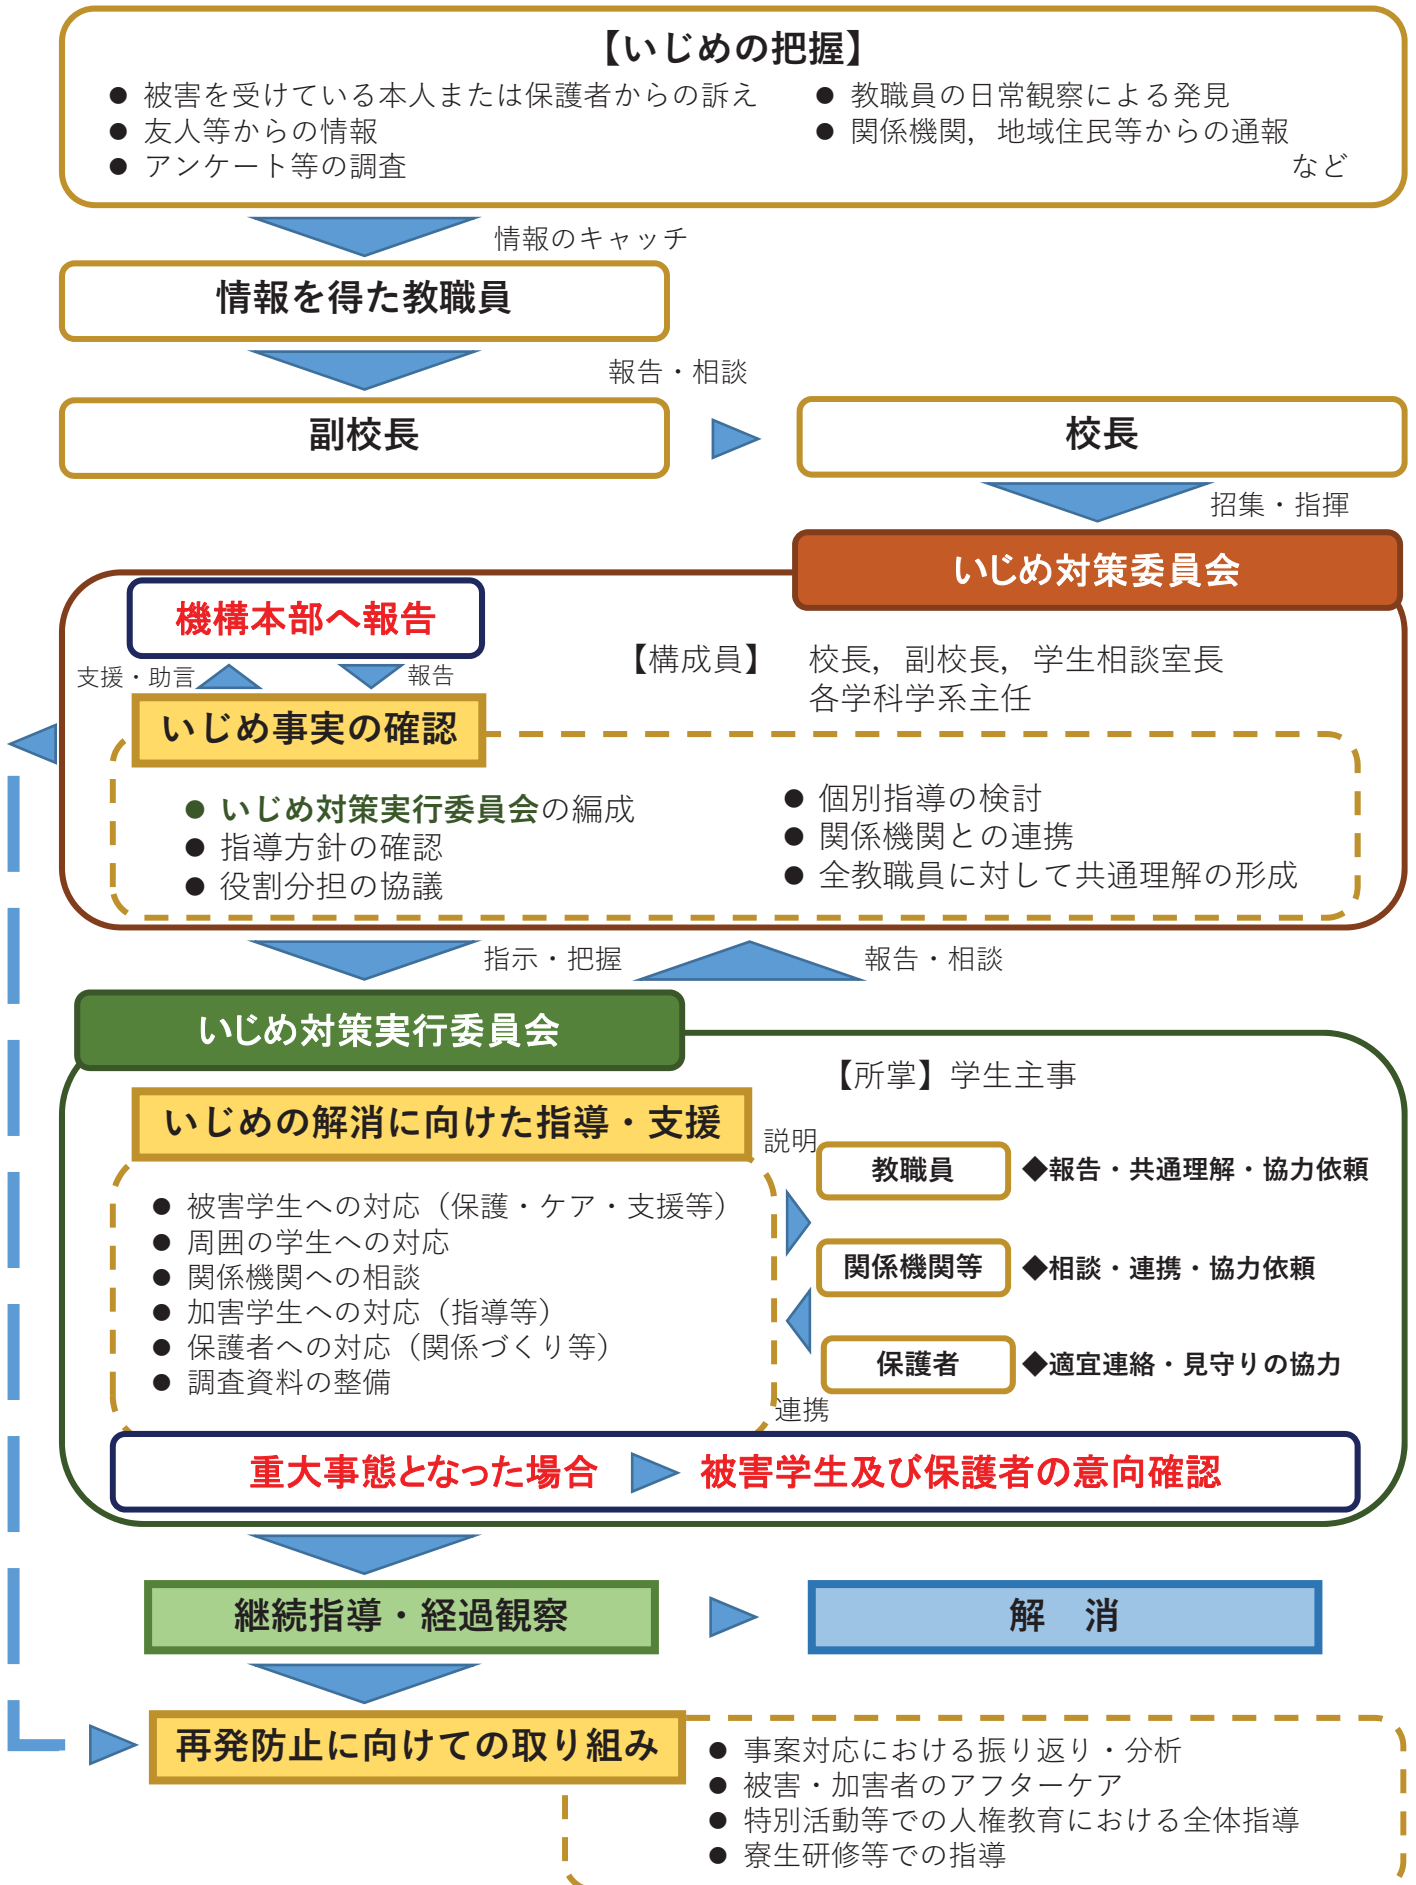 【いじめの把握】
● 被害を受けている本人または保護者からの訴え
● 友人等からの情報
● アンケート等の調査
● 教職員の日常観察による発見
● 関係機関，地域住民等からの通報
など
情報のキャッチ
情報を得た教職員
報告・相談
副校長
校長
招集・指揮
いじめ対策委員会
機構本部へ報告
支援・助言
報告
【構成員】　校長，副校長，学生相談室長
各学科学系主任
いじめ事実の確認
● いじめ対策実行委員会の編成
● 指導方針の確認
● 役割分担の協議
● 個別指導の検討
● 関係機関との連携
● 全教職員に対して共通理解の形成
指示・把握
報告・相談
いじめ対策実行委員会
【所掌】学生主事
いじめの解消に向けた指導・支援
● 被害学生への対応（保護・ケア・支援等）
● 周囲の学生への対応
● 関係機関への相談
● 加害学生への対応（指導等）
● 保護者への対応（関係づくり等）
● 調査資料の整備
説明
教職員 ◆報告・共通理解・協力依頼
関係機関等 ◆相談・連携・協力依頼
保護者 ◆適宜連絡・見守りの協力
連携
重大事態となった場合 被害学生及び保護者の意向確認
継続指導・経過観察
解　消
再発防止に向けての取り組み
● 事案対応における振り返り・分析
● 被害・加害者のアフターケア
● 特別活動等での人権教育における全体指導
● 寮生研修等での指導